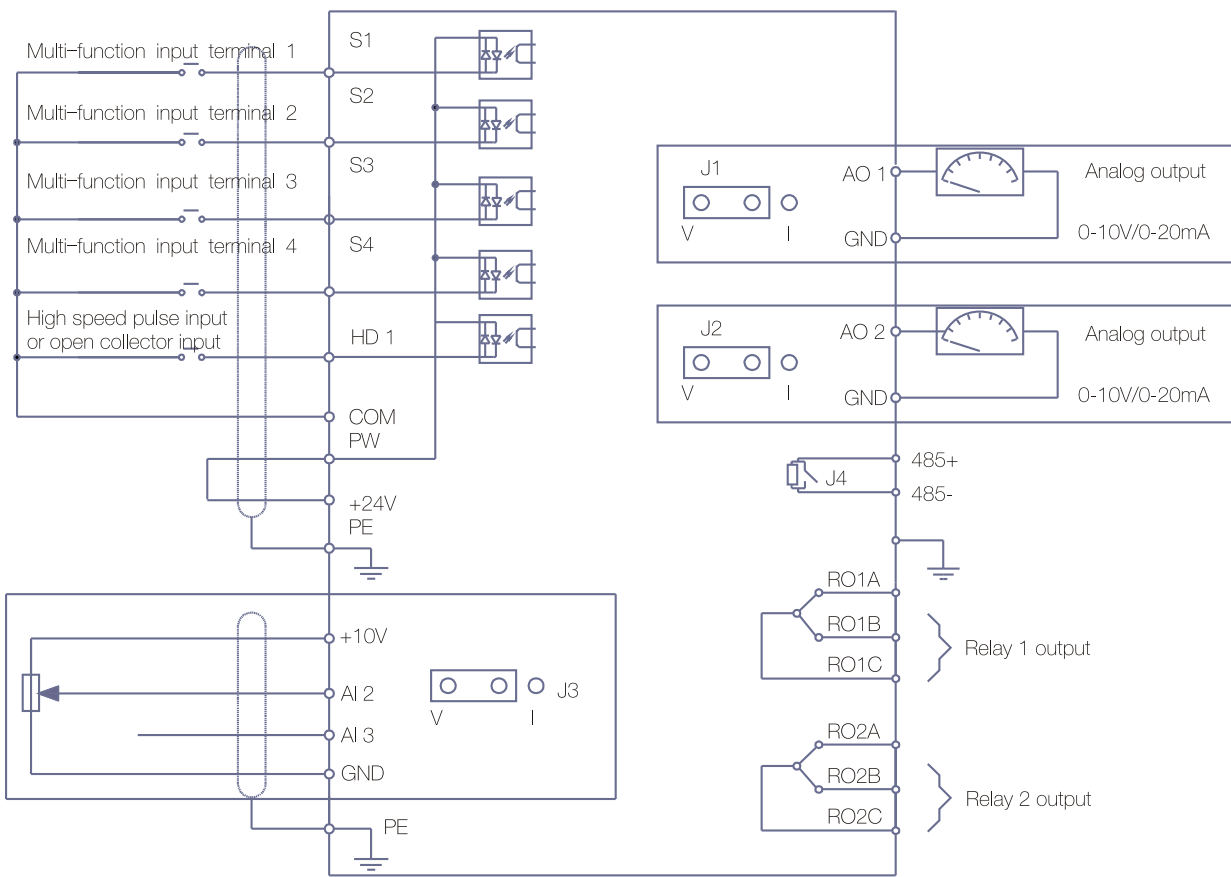 Multi-function input terminal 1
S1
Multi-function input terminal 2
S2
Multi-function input terminal 3
S3
Multi-function input terminal 4
S4
High speed pulse input
or open collector input
HD 1
COM
PW
+24V
PE
+10V
AI 2
AI 3
GND
PE
V
I
J3
J1
V
I
AO 1
GND
Analog output
0-10V/0-20mA
J2
V
I
AO 2
GND
Analog output
0-10V/0-20mA
J4
485+
485-
RO1A
RO1B
RO1C
Relay 1 output
RO2A
RO2B
RO2C
Relay 2 output